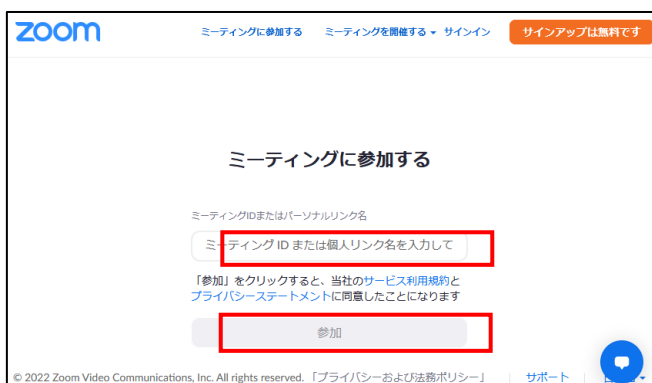 zoom
ミーティングに参加する ミーティングを開催する サインイン サインアップは無料です
ミーティングに参加する
ミーティングIDまたはパーソナルリンク名
ミーティング ID または個人リンク名を入力して
「参加」をクリックすると、当社のサービス利用規約と
プライバシーステートメントに同意したことになります
参加
© 2022 Zoom Video Communications, Inc. All rights reserved. 「プライバシーおよび法務ポリシー」 サポート